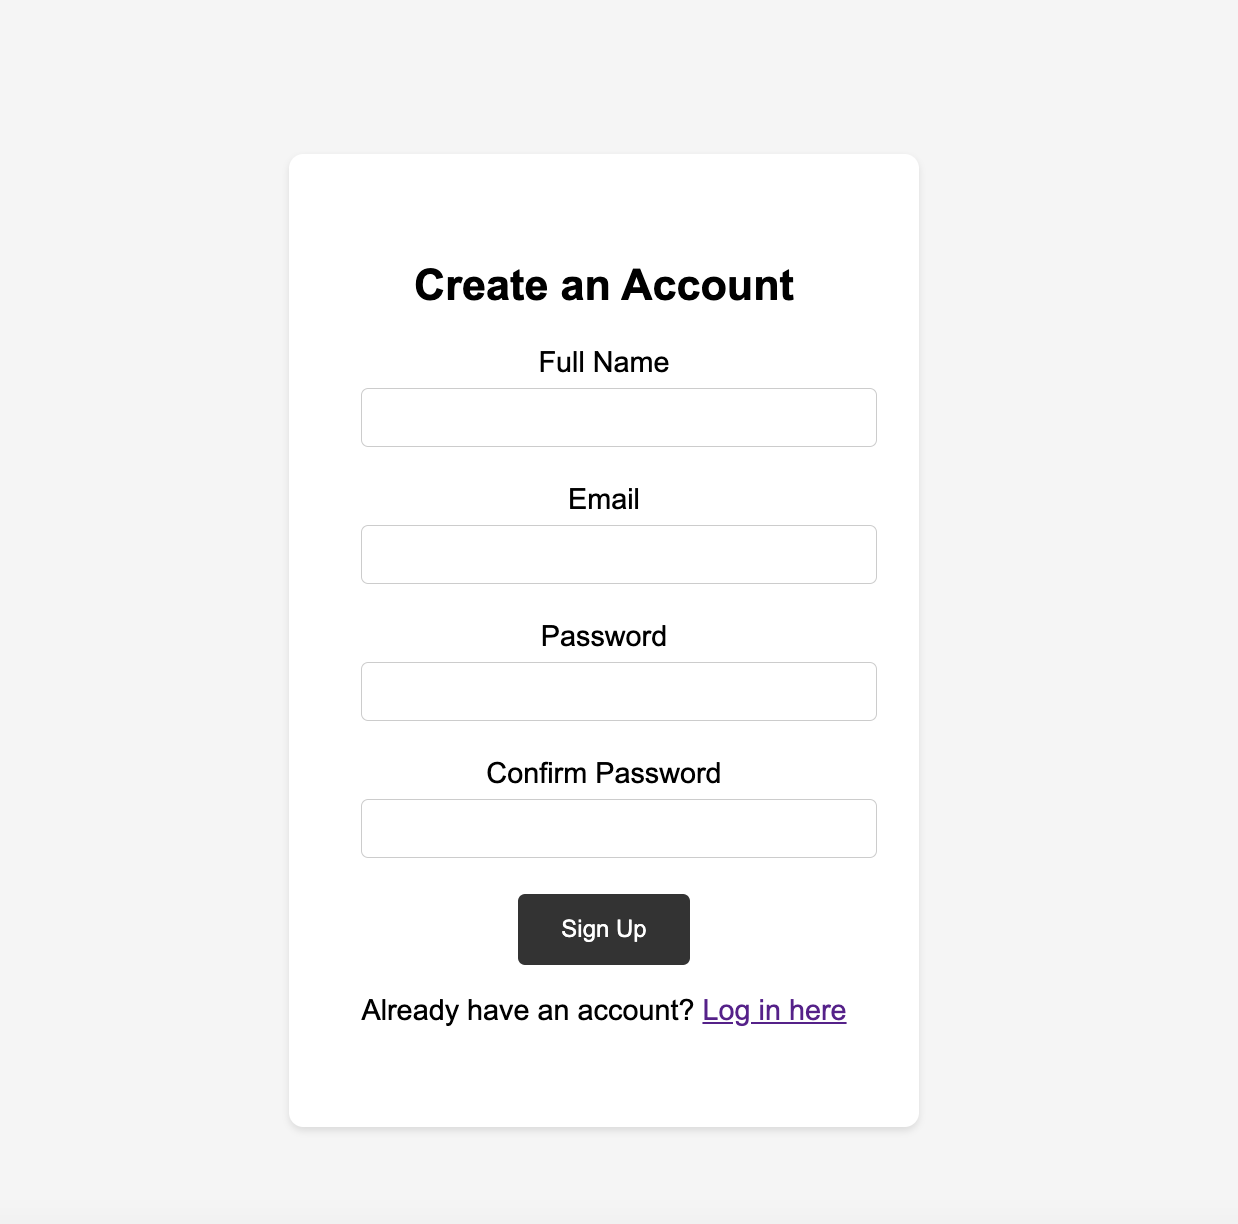 Create an Account
Full Name
Email
Password
Confirm Password
Sign Up
Already have an account? Log in here